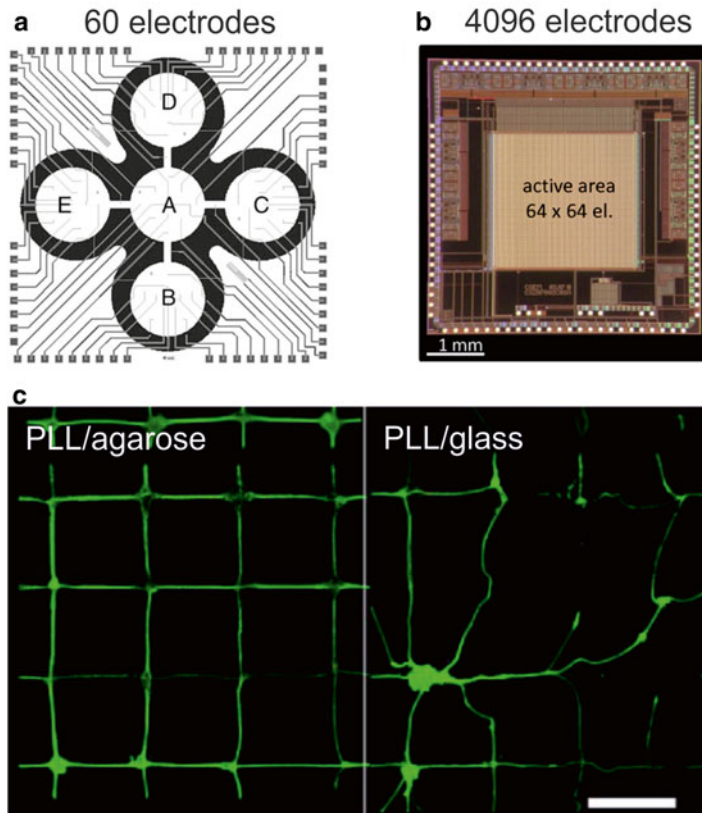 a 60 electrodes
b 4096 electrodes
D
E A C
B
active area
64 x 64 el.
1 mm
c
PLL/agarose PLL/glass